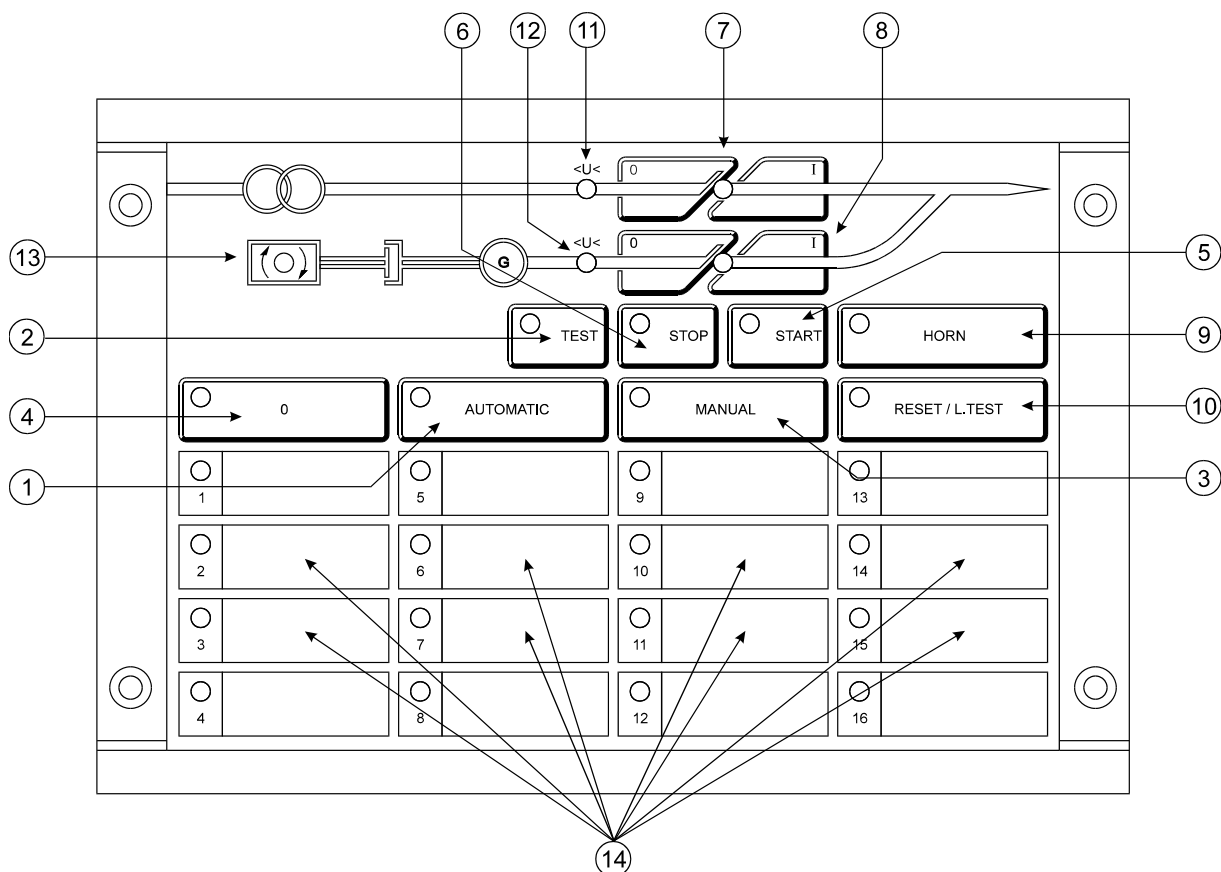 6 12 11 7 8
<U<
0 I
12
<U<
0 I
13
G
5
2 TEST STOP START HORN 9
4 0 AUTOMATIC MANUAL RESET / L.TEST 10
1 1 5 9 13 3
2 6 10 14
3 7 11 15
4 8 12 16
14